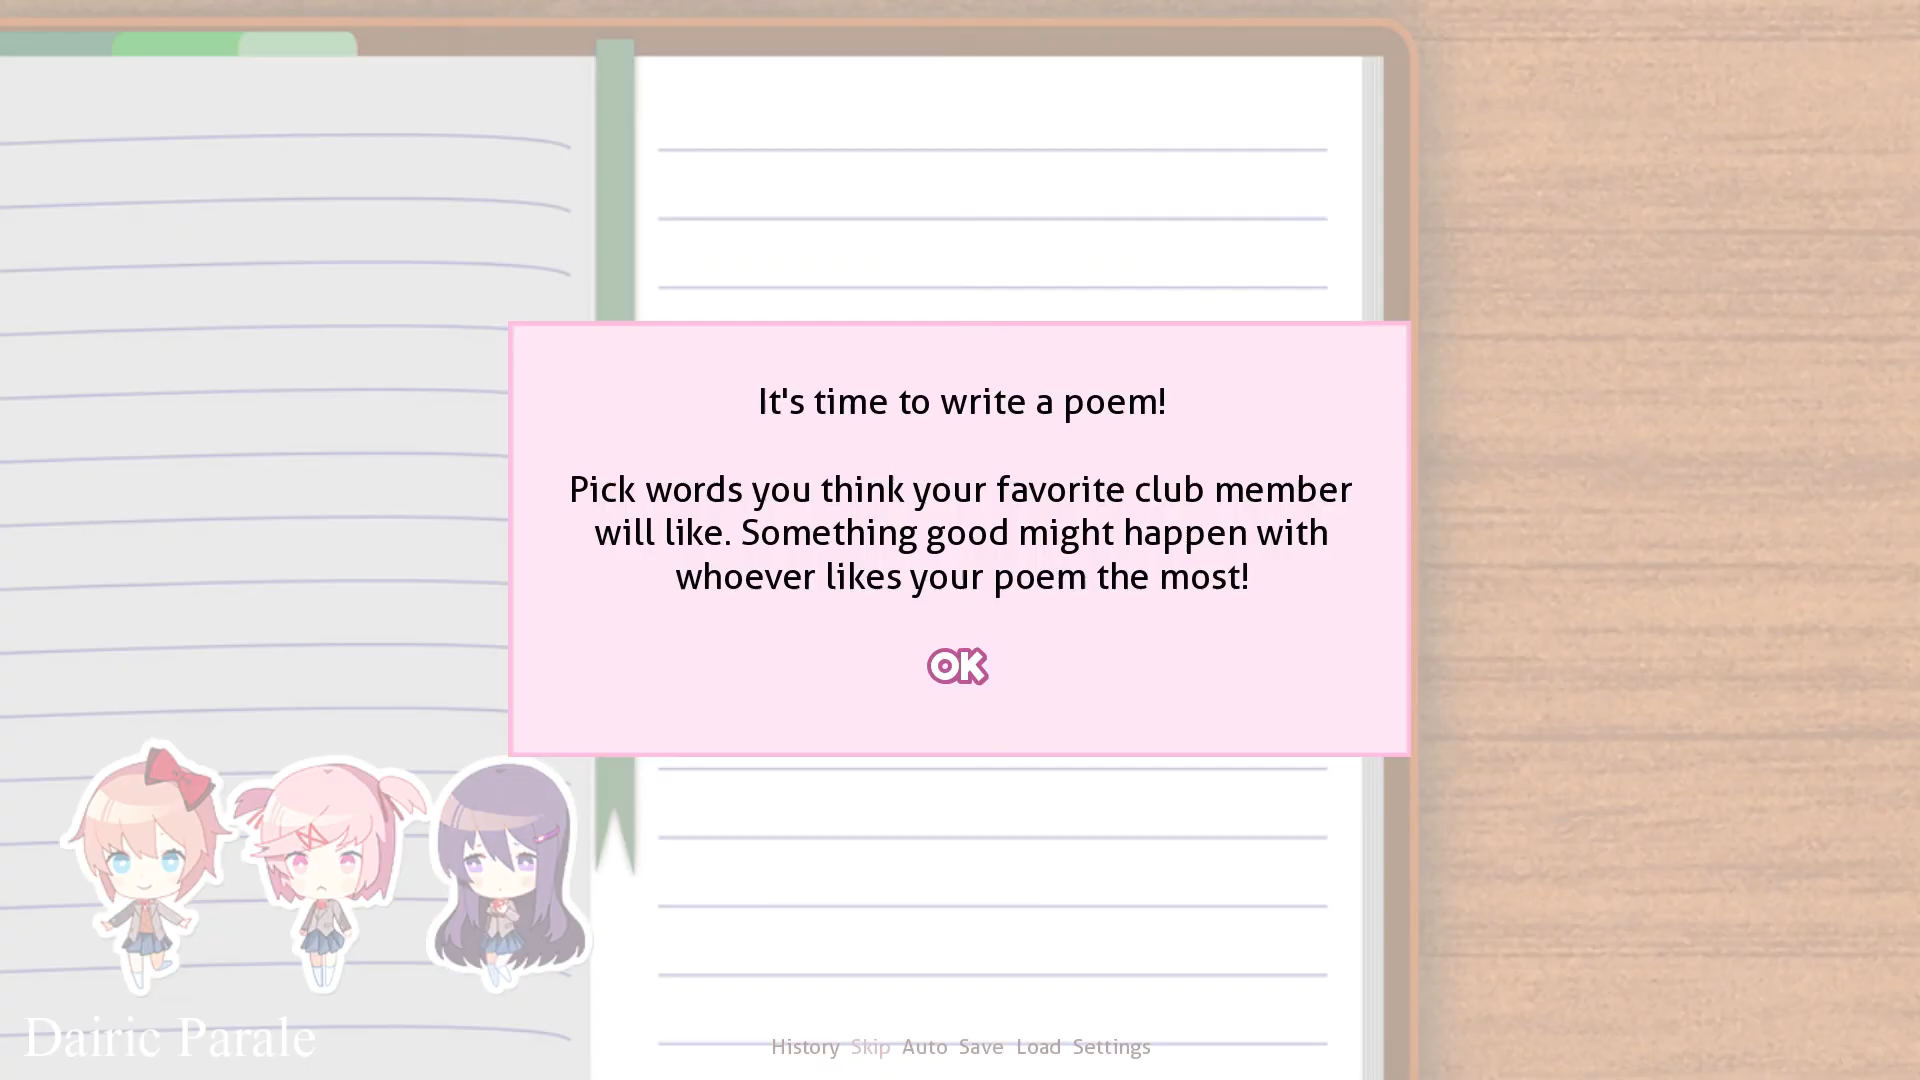 It's time to write a poem!
Pick words you think your favorite club member
will like. Something good might happen with
whoever likes your poem the most!
OK
Dairic Parale
History Skip Auto Save Load Settings